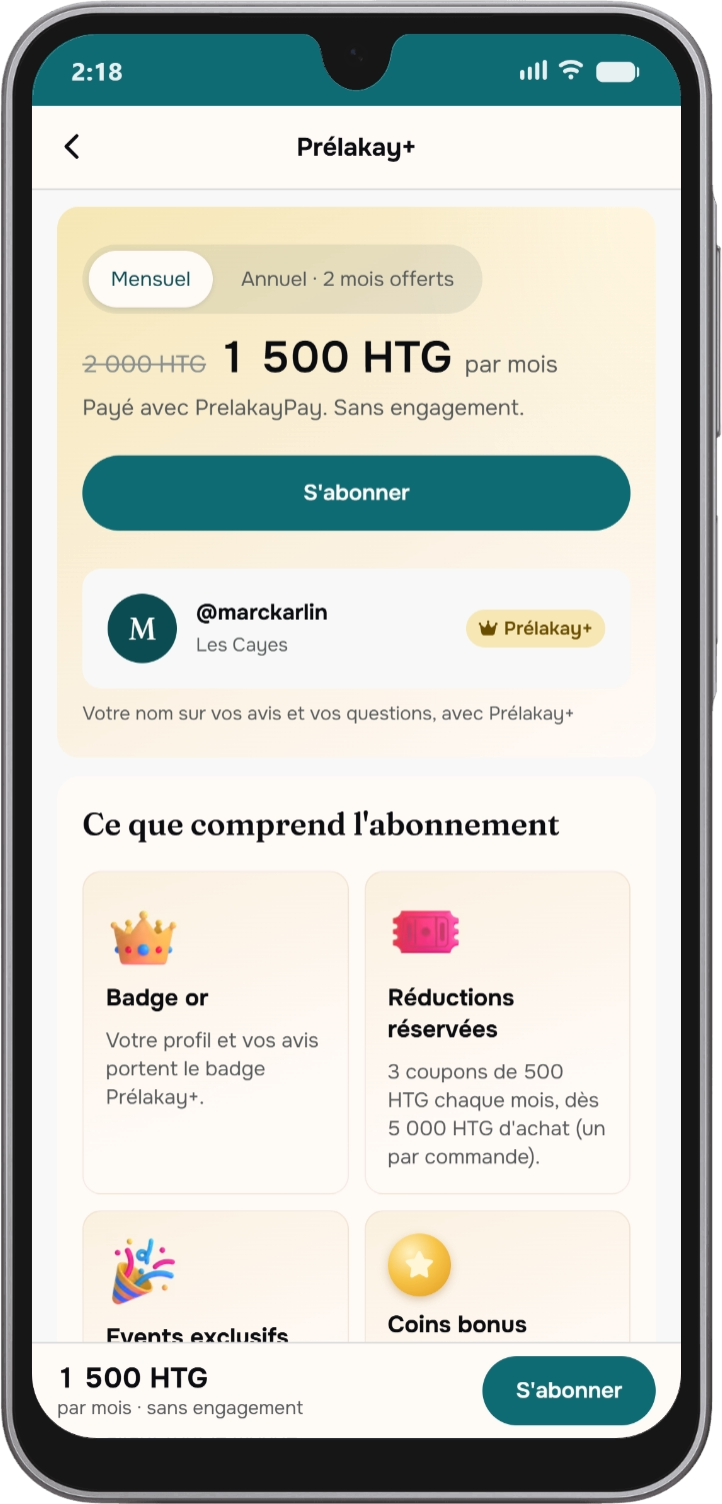 2:18
Prélakay+
Mensuel
Annuel · 2 mois offerts
2 000 HTG 1 500 HTG par mois
Payé avec PrelakayPay. Sans engagement.
S'abonner
M
@marckarlin
Les Cayes
Prélakay+
Votre nom sur vos avis et vos questions, avec Prélakay+
Ce que comprend l'abonnement
Badge or
Votre profil et vos avis
portent le badge
Prélakay+.
Réductions
réservées
3 coupons de 500
HTG chaque mois, dès
5 000 HTG d'achat (un
par commande).
Events exclusifs
Coins bonus
1 500 HTG
par mois · sans engagement
S'abonner